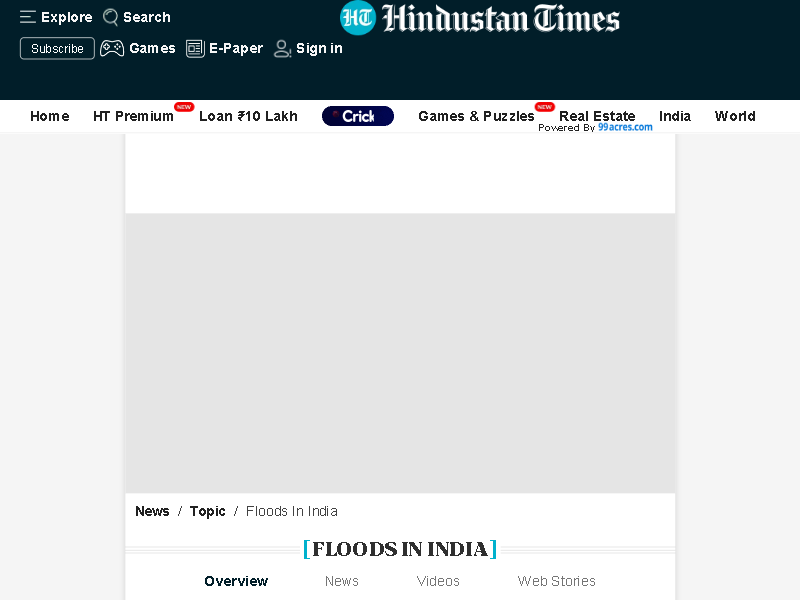 Explore Search
HT Hindustan Times
Subscribe Games E-Paper Sign in
Home HT Premium NEW Loan ₹10 Lakh Crick Games & Puzzles NEW Real Estate India World
Powered By 99acres.com
News / Topic / Floods In India
[FLOODS IN INDIA]
Overview News Videos Web Stories